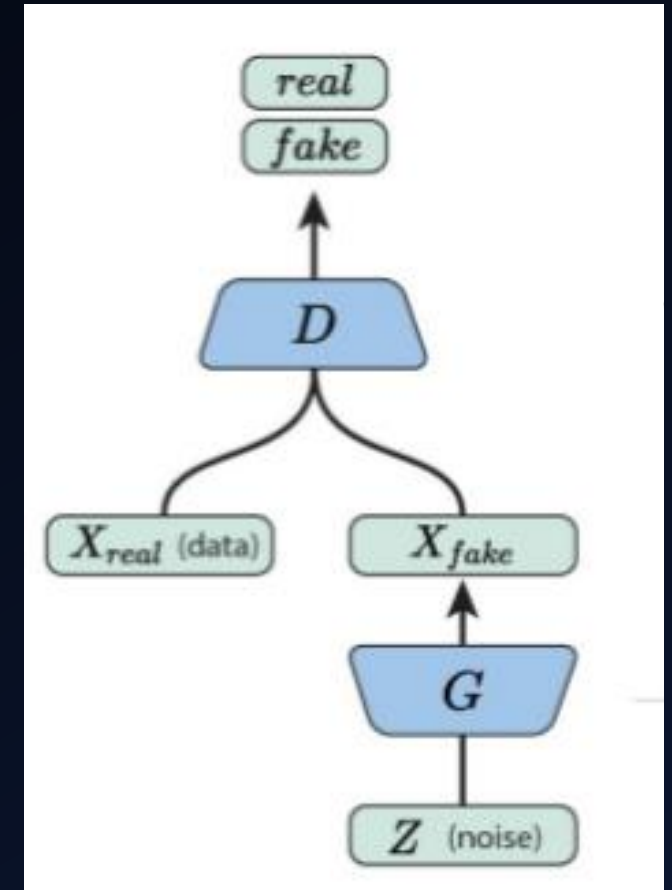 real
fake
D
X_real (data)
X_fake
G
Z (noise)